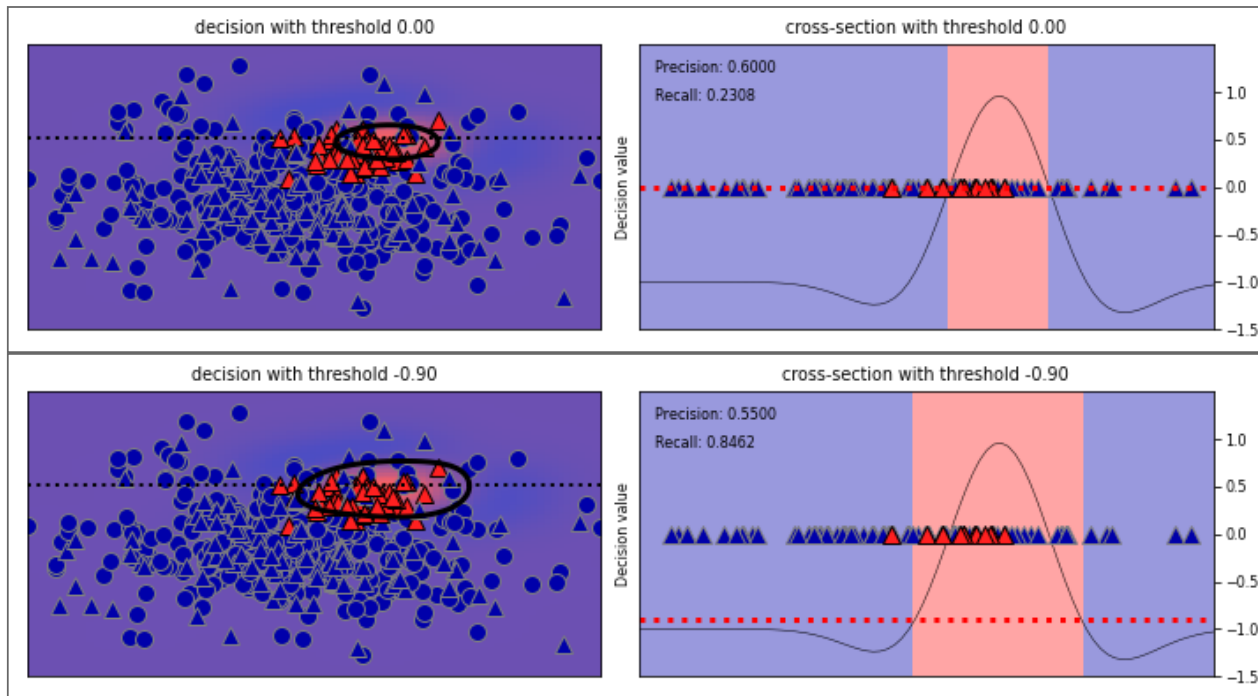 decision with threshold 0.00
cross-section with threshold 0.00
Precision: 0.6000
Recall: 0.2308
Decision value
1.0
0.5
0.0
−0.5
−1.0
−1.5
decision with threshold -0.90
cross-section with threshold -0.90
Precision: 0.5500
Recall: 0.8462
Decision value
1.0
0.5
0.0
−0.5
−1.0
−1.5